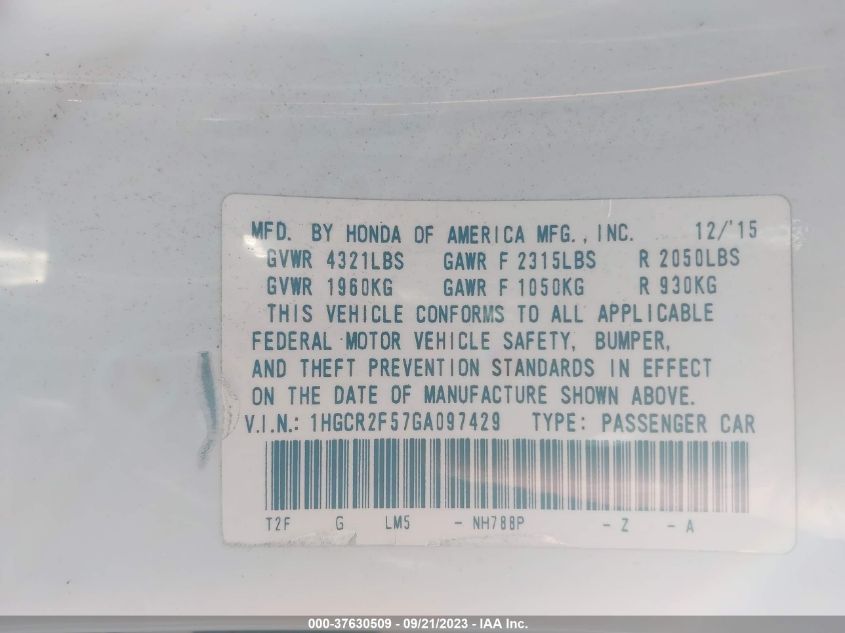 MFD. BY HONDA OF AMERICA MFG., INC. 12/'15
GVWR 4321LBS GAWR F 2315LBS R 2050LBS
GVWR 1960KG GAWR F 1050KG R 930KG
THIS VEHICLE CONFORMS TO ALL APPLICABLE
FEDERAL MOTOR VEHICLE SAFETY, BUMPER,
AND THEFT PREVENTION STANDARDS IN EFFECT
ON THE DATE OF MANUFACTURE SHOWN ABOVE.
V.I.N.: 1HGCR2F57GA097429 TYPE: PASSENGER CAR
T2F G LM5 - NH788P - Z - A
000-37630509 - 09/21/2023 - IAA Inc.